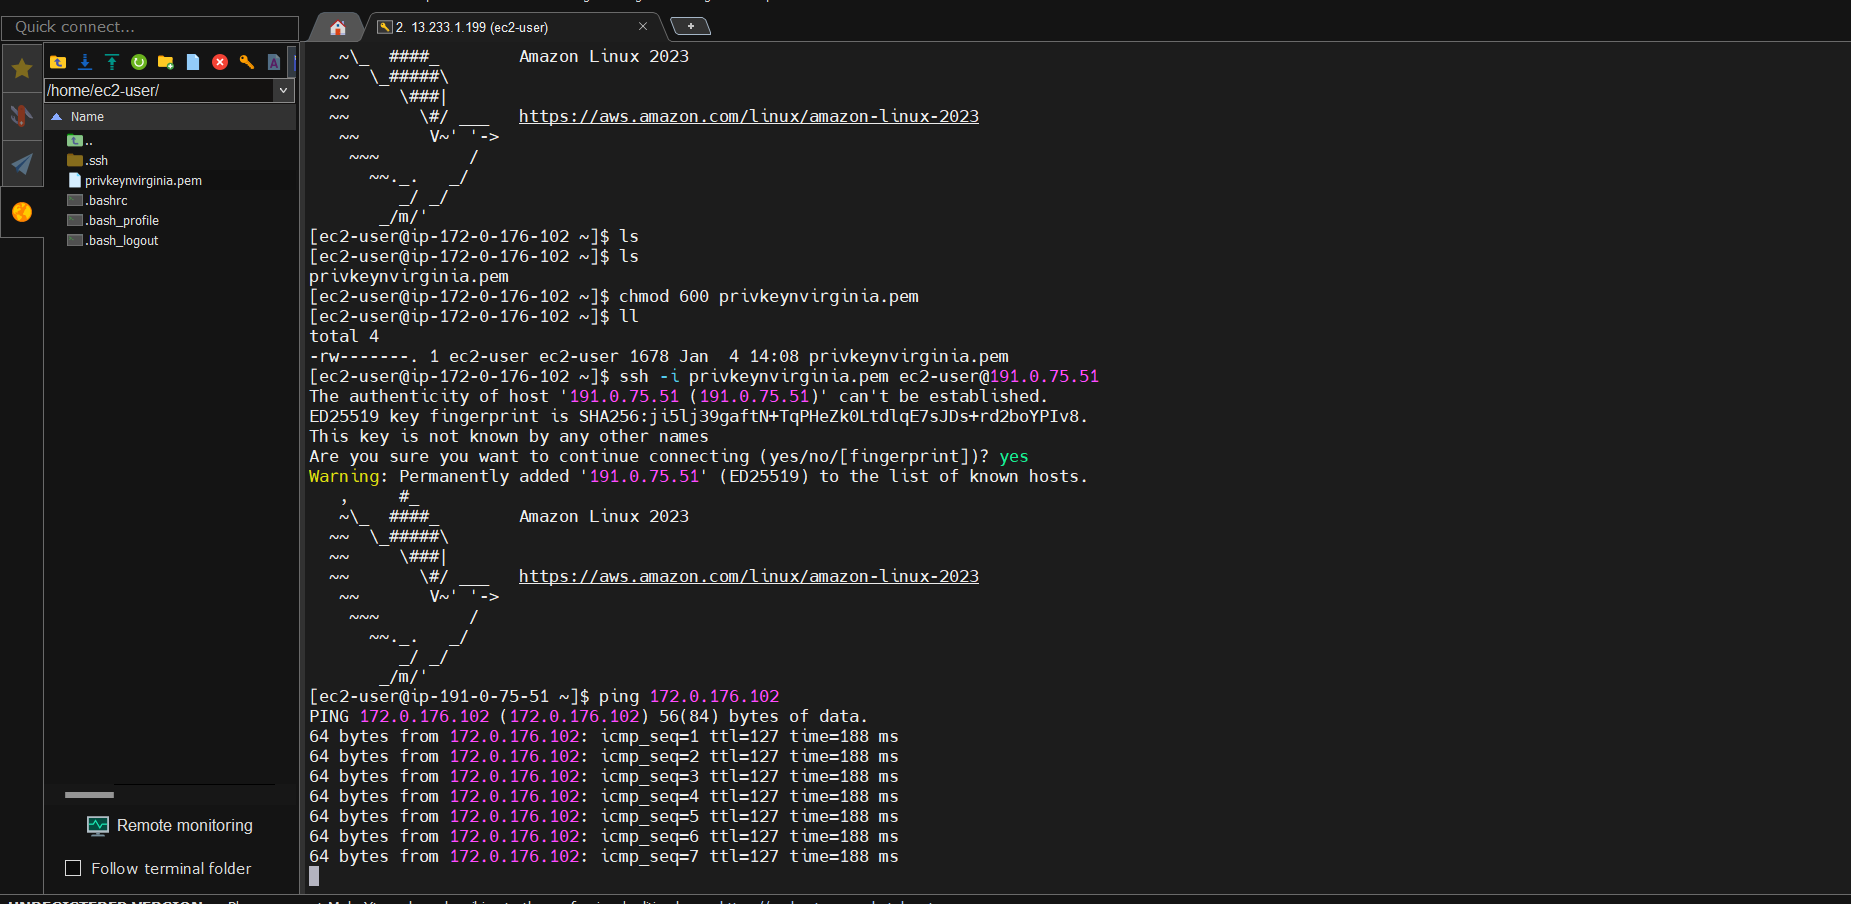 Quick connect...
2. 13.233.1.199 (ec2-user)
/home/ec2-user/
Name
..
.ssh
privkeynvirginia.pem
.bashrc
.bash_profile
.bash_logout
Remote monitoring
Follow terminal folder
   ~\_  ####_        Amazon Linux 2023
  ~~  \_#####\
  ~~     \###|
  ~~       \#/ ___   https://aws.amazon.com/linux/amazon-linux-2023
   ~~       V~' '->
    ~~~         /
      ~~._.   _/
         _/ _/
       _/m/'
[ec2-user@ip-172-0-176-102 ~]$ ls
[ec2-user@ip-172-0-176-102 ~]$ ls
privkeynvirginia.pem
[ec2-user@ip-172-0-176-102 ~]$ chmod 600 privkeynvirginia.pem
[ec2-user@ip-172-0-176-102 ~]$ ll
total 4
-rw-------. 1 ec2-user ec2-user 1678 Jan  4 14:08 privkeynvirginia.pem
[ec2-user@ip-172-0-176-102 ~]$ ssh -i privkeynvirginia.pem ec2-user@191.0.75.51
The authenticity of host '191.0.75.51 (191.0.75.51)' can't be established.
ED25519 key fingerprint is SHA256:ji5lj39gaftN+TqPHeZk0LtdlqE7sJDs+rd2boYPIv8.
This key is not known by any other names
Are you sure you want to continue connecting (yes/no/[fingerprint])? yes
Warning: Permanently added '191.0.75.51' (ED25519) to the list of known hosts.
   ,     #_
   ~\_  ####_        Amazon Linux 2023
  ~~  \_#####\
  ~~     \###|
  ~~       \#/ ___   https://aws.amazon.com/linux/amazon-linux-2023
   ~~       V~' '->
    ~~~         /
      ~~._.   _/
         _/ _/
       _/m/'
[ec2-user@ip-191-0-75-51 ~]$ ping 172.0.176.102
PING 172.0.176.102 (172.0.176.102) 56(84) bytes of data.
64 bytes from 172.0.176.102: icmp_seq=1 ttl=127 time=188 ms
64 bytes from 172.0.176.102: icmp_seq=2 ttl=127 time=188 ms
64 bytes from 172.0.176.102: icmp_seq=3 ttl=127 time=188 ms
64 bytes from 172.0.176.102: icmp_seq=4 ttl=127 time=188 ms
64 bytes from 172.0.176.102: icmp_seq=5 ttl=127 time=188 ms
64 bytes from 172.0.176.102: icmp_seq=6 ttl=127 time=188 ms
64 bytes from 172.0.176.102: icmp_seq=7 ttl=127 time=188 ms
UNREGISTERED VERSION